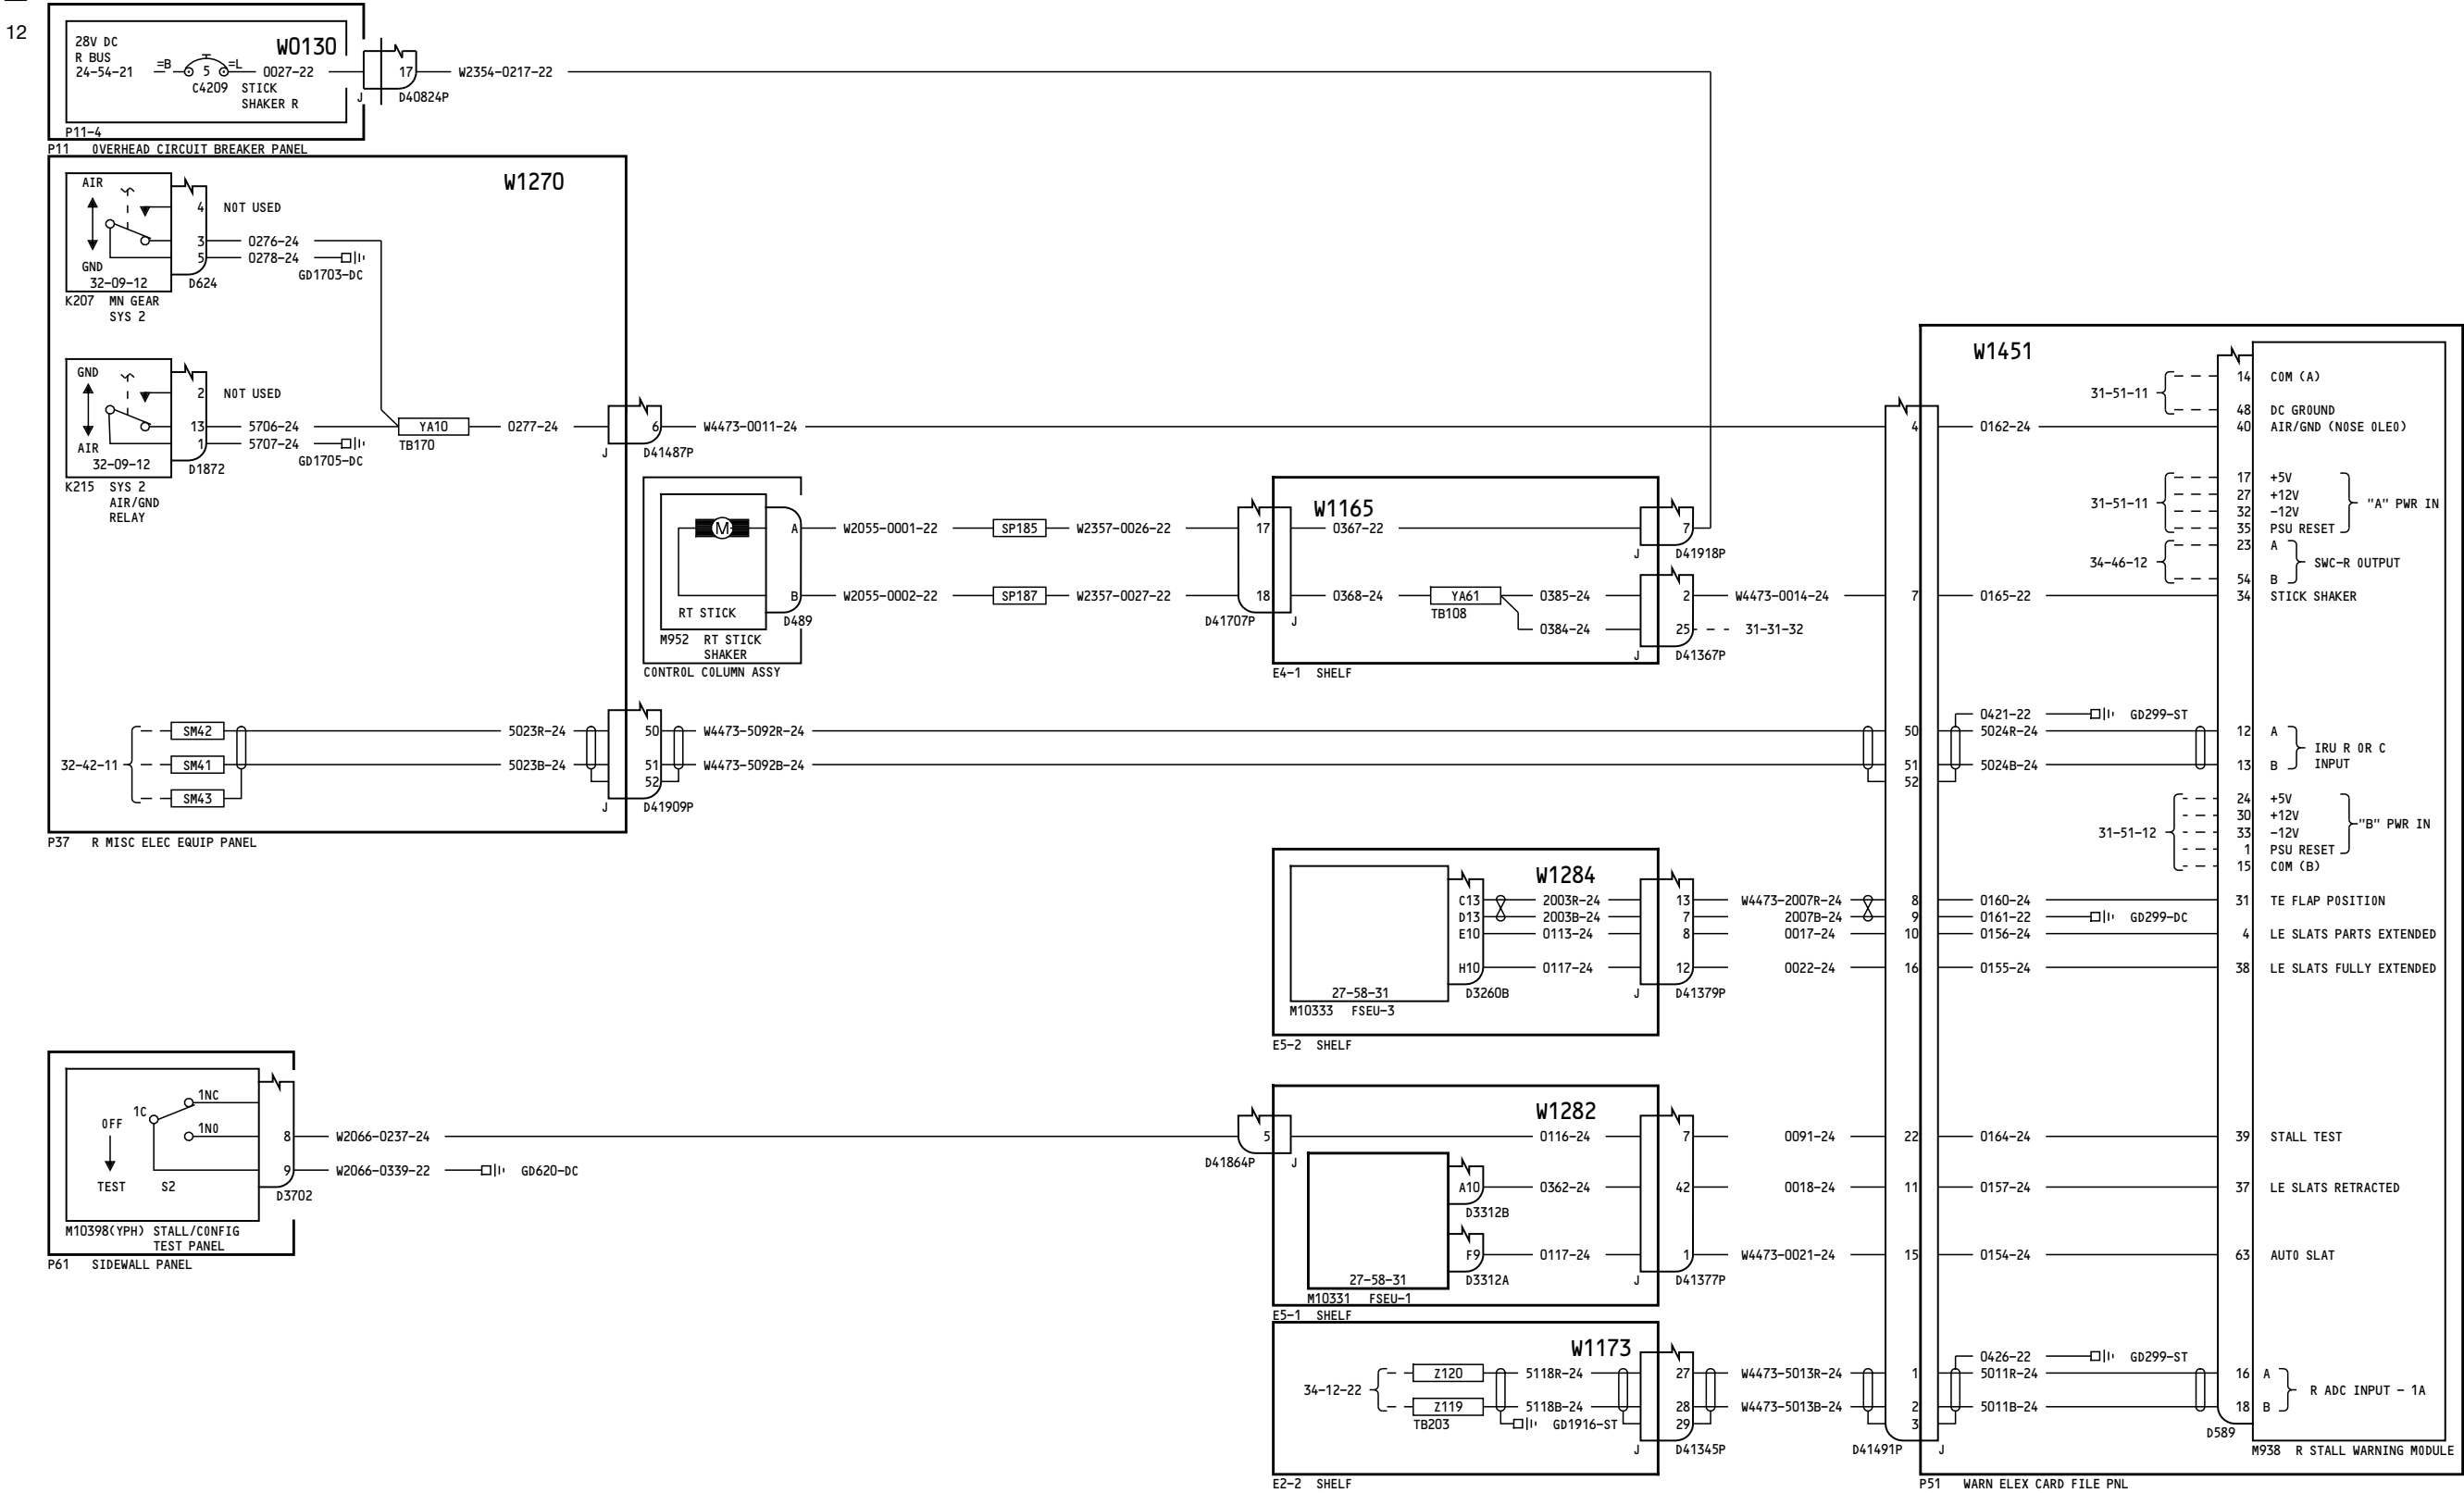 12
28V DC
R BUS
24-54-21
=B
5
=L
0027-22
W0130
C4209 STICK
SHAKER R
J
17
D40824P
W2354-0217-22
P11-4
P11 OVERHEAD CIRCUIT BREAKER PANEL
W1270
AIR
GND
32-09-12
K207 MN GEAR
SYS 2
4 NOT USED
3 0276-24
5 0278-24
GD1703-DC
D624
GND
AIR
32-09-12
K215 SYS 2
AIR/GND
RELAY
2 NOT USED
13 5706-24
1 5707-24
GD1705-DC
D1872
YA10
TB170
0277-24
6
J D41487P
W4473-0011-24
M
RT STICK
M952 RT STICK
SHAKER
CONTROL COLUMN ASSY
A
B
D489
W2055-0001-22 SP185 W2357-0026-22
W2055-0002-22 SP187 W2357-0027-22
17
18
D41707P J
W1165
0367-22
7
J D41918P
0368-24 YA61
TB108
0385-24 2 W4473-0014-24
0384-24 25 31-31-32
J D41367P
E4-1 SHELF
32-42-11
SM42
SM41
SM43
5023R-24
5023B-24
50
51
52
J D41909P
W4473-5092R-24
W4473-5092B-24
P37 R MISC ELEC EQUIP PANEL
W1284
27-58-31
M10333 FSEU-3
C13 2003R-24 13 W4473-2007R-24
D13 2003B-24 7 2007B-24
E10 0113-24 8 0017-24
H10 0117-24 12 0022-24
D3260B
J D41379P
E5-2 SHELF
OFF
TEST
1C
1NC
1NO
S2
8
9
D3702
M10398(YPH) STALL/CONFIG
TEST PANEL
P61 SIDEWALL PANEL
W2066-0237-24
W2066-0339-22
GD620-DC
5
D41864P J
W1282
0116-24 7 0091-24
A10 0362-24 42 0018-24
D3312B
F9 0117-24 1 W4473-0021-24
D3312A
J D41377P
27-58-31
M10331 FSEU-1
E5-1 SHELF
W1173
34-12-22
Z120
Z119
TB203
5118R-24
5118B-24
GD1916-ST
27
28
29
J D41345P
W4473-5013R-24
W4473-5013B-24
E2-2 SHELF
W1451
31-51-11
14 COM (A)
48 DC GROUND
4 0162-24 40 AIR/GND (NOSE OLEO)
31-51-11
17 +5V
27 +12V
32 -12V
35 PSU RESET
"A" PWR IN
34-46-12
23 A
54 B
SWC-R OUTPUT
7 0165-22 34 STICK SHAKER
0421-22 GD299-ST
50 5024R-24 12 A
51 5024B-24 13 B
52
IRU R OR C
INPUT
31-51-12
24 +5V
30 +12V
33 -12V
1 PSU RESET
15 COM (B)
"B" PWR IN
8 0160-24 31 TE FLAP POSITION
9 0161-22 GD299-DC
10 0156-24 4 LE SLATS PARTS EXTENDED
16 0155-24 38 LE SLATS FULLY EXTENDED
22 0164-24 39 STALL TEST
11 0157-24 37 LE SLATS RETRACTED
15 0154-24 63 AUTO SLAT
0426-22 GD299-ST
1 5011R-24 16 A
2 5011B-24 18 B
3
R ADC INPUT - 1A
D41491P J
D589
M938 R STALL WARNING MODULE
P51 WARN ELEX CARD FILE PNL